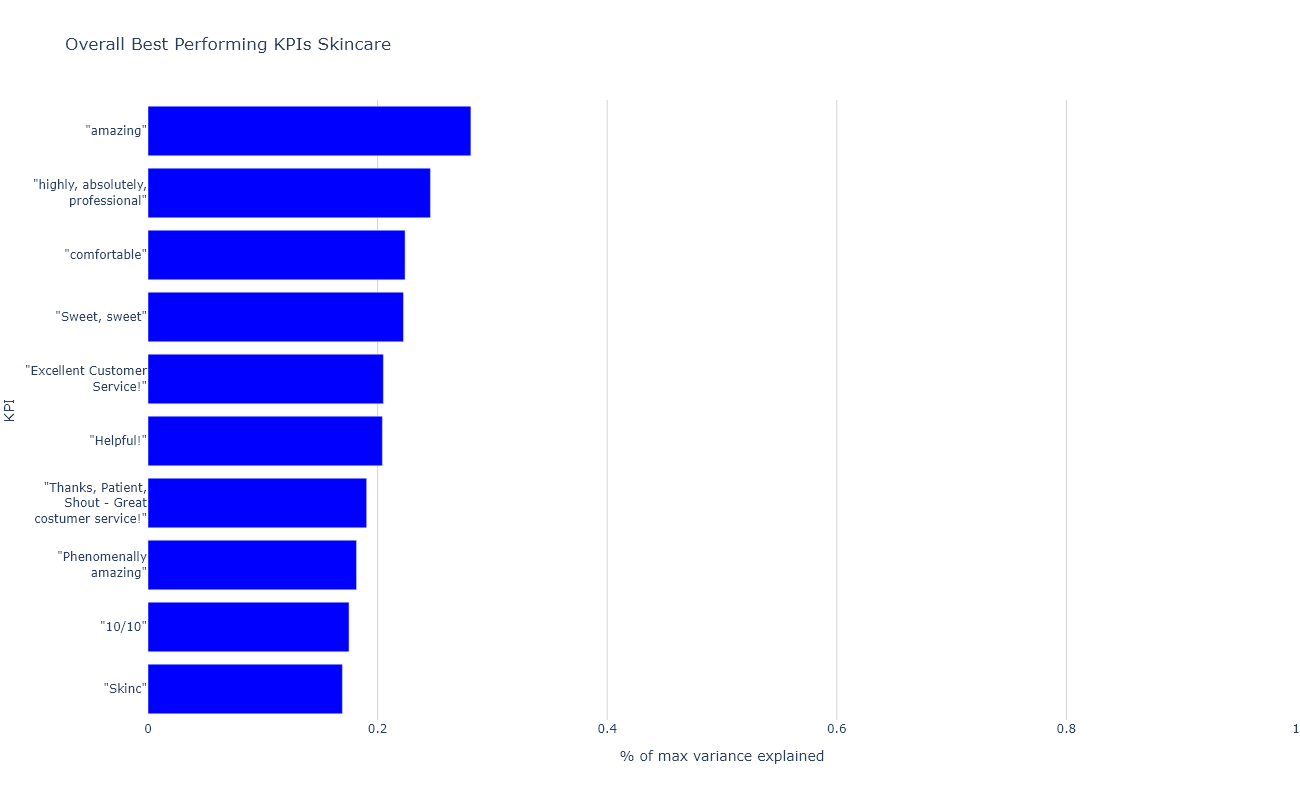 Overall Best Performing KPIs Skincare
"amazing"
"highly, absolutely,
professional"
"comfortable"
"Sweet, sweet"
"Excellent Customer
Service!"
"Helpful!"
"Thanks, Patient,
Shout - Great
costumer service!"
"Phenomenally
amazing"
"10/10"
"Skinc"
KPI
0 0.2 0.4 0.6 0.8 1
% of max variance explained